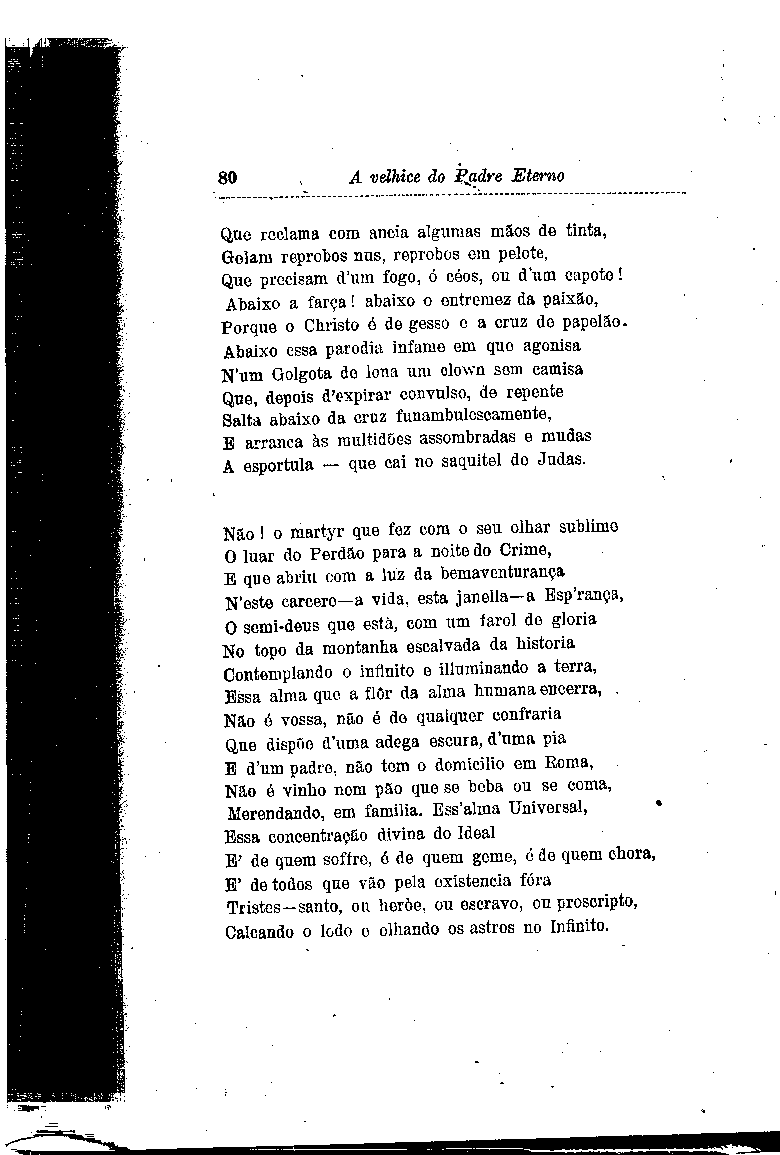 80 A velhice do Padre Eterno
Que reclama com ancia algumas mãos de tinta,
Gelam reprobos nus, reprobos em pelote,
Que precisam d'um fogo, ó céos, ou d'um capote!
Abaixo a farça! abaixo o entremez da paixão,
Porque o Christo é de gesso e a cruz de papelão.
Abaixo essa parodia infame em que agonisa
N'um Golgota de lona um clown sem camisa
Que, depois d'expirar convulso, de repente
Salta abaixo da cruz funambulescamente,
E arranca às multidões assombradas e mudas
A esportula — que cai no saquitel de Judas.

Não! o martyr que fez com o seu olhar sublime
O luar do Perdão para a noite do Crime,
E que abriu com a luz da bemaventurança
N'este carcere—a vida, esta janella—a Esp'rança,
O semi-deus que está, com um farol de gloria
No topo da montanha escalvada da historia
Contemplando o infinito e illuminando a terra,
Essa alma que a flôr da alma humana encerra,
Não é vossa, não é de qualquer confraria
Que dispõe d'uma adega escura, d'uma pia
E d'um padre, não tem o domicilio em Roma,
Não é vinho nem pão que se beba ou se coma,
Merendando, em familia. Ess'alma Universal,
Essa concentração divina do Ideal
E' de quem soffre, é de quem geme, é de quem chora,
E' de todos que vão pela existencia fóra
Tristes—santo, ou heróe, ou escravo, ou proscripto,
Calcando o lodo e olhando os astros no Infinito.